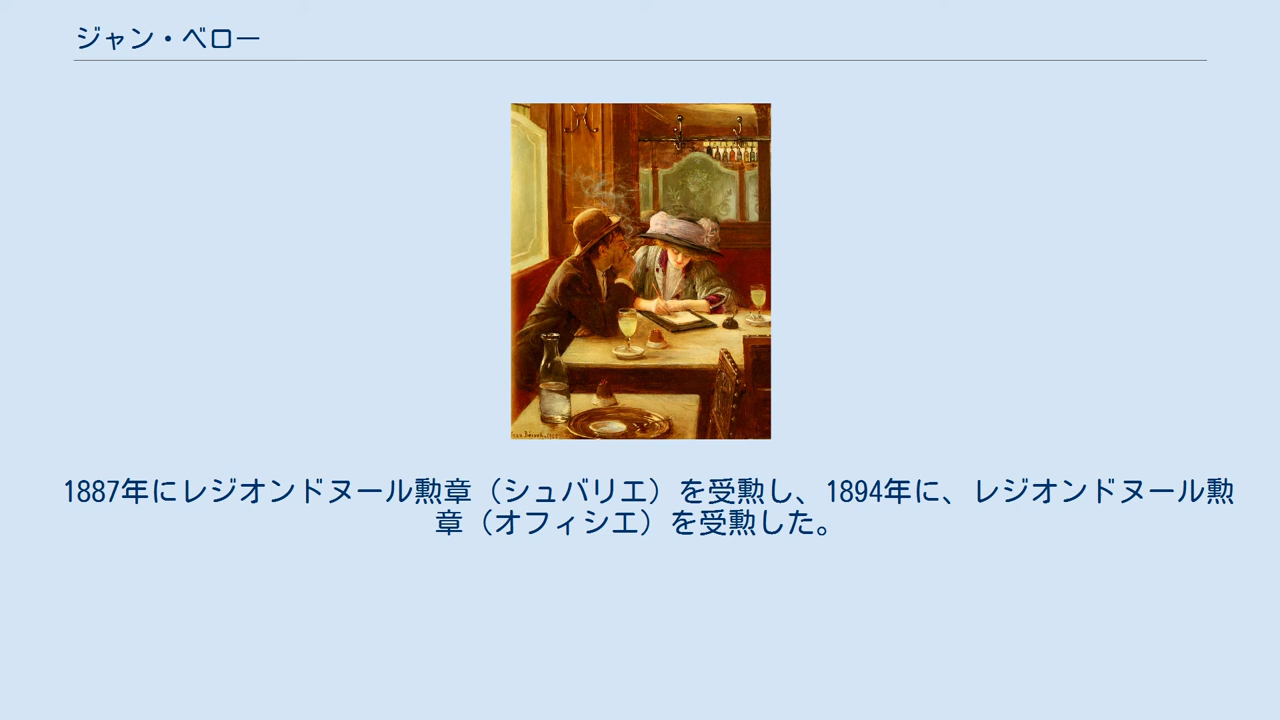 ジャン・ベロー
1887年にレジオンドヌール勲章（シュバリエ）を受勲し、1894年に、レジオンドヌール勲
章（オフィシエ）を受勲した。